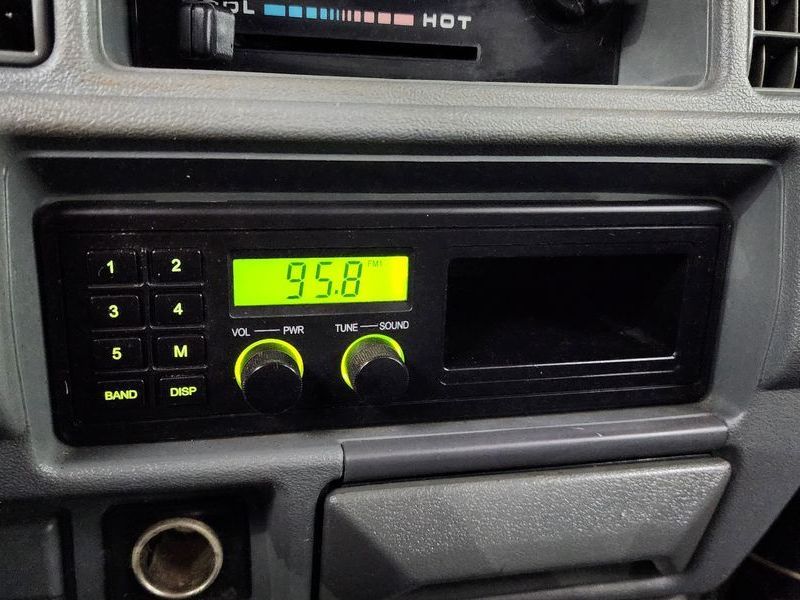 HOT
1 2
3 4
5 M
BAND DISP
FM1
95.8
VOL PWR TUNE SOUND